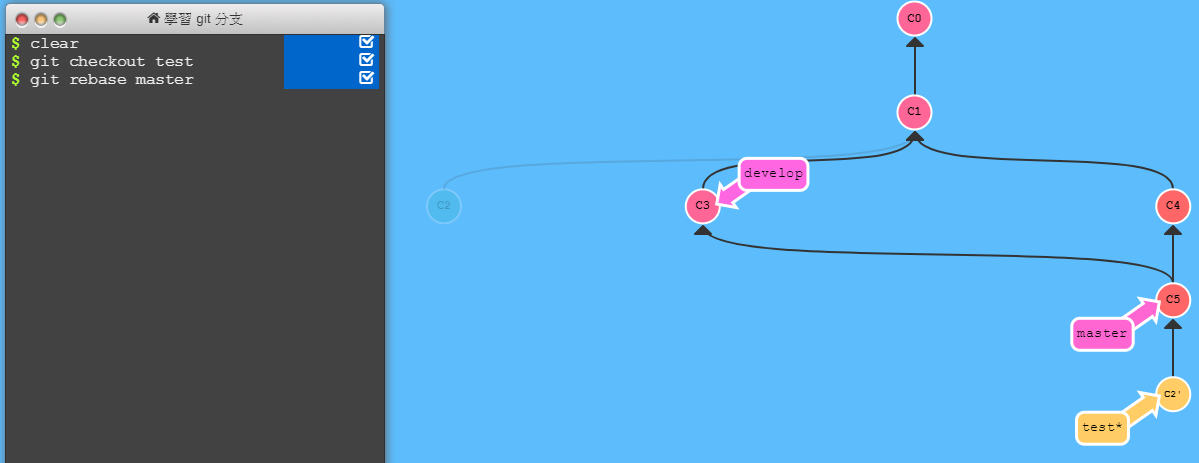 學習 git 分支
$ clear
$ git checkout test
$ git rebase master
C0
C1
develop
C2
C3
C4
C5
master
C2'
test*